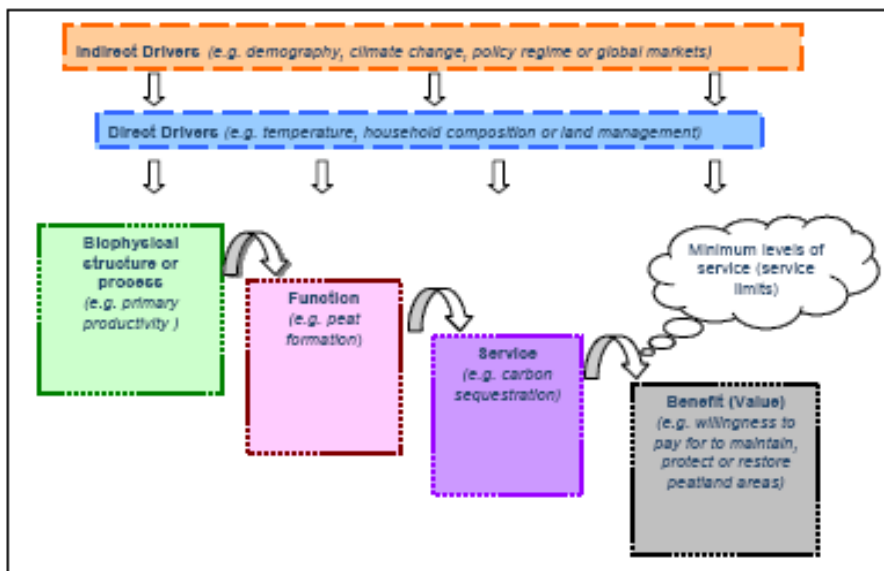 Indirect Drivers (e.g. demography, climate change, policy regime or global markets)
Direct Drivers (e.g. temperature, household composition or land management)
Biophysical
structure or
process
(e.g. primary
productivity )
Function
(e.g. peat
formation)
Service
(e.g. carbon
sequestration)
Minimum levels of
service (service
limits)
Benefit (Value)
(e.g. willingness to
pay for to maintain,
protect or restore
peatland areas)